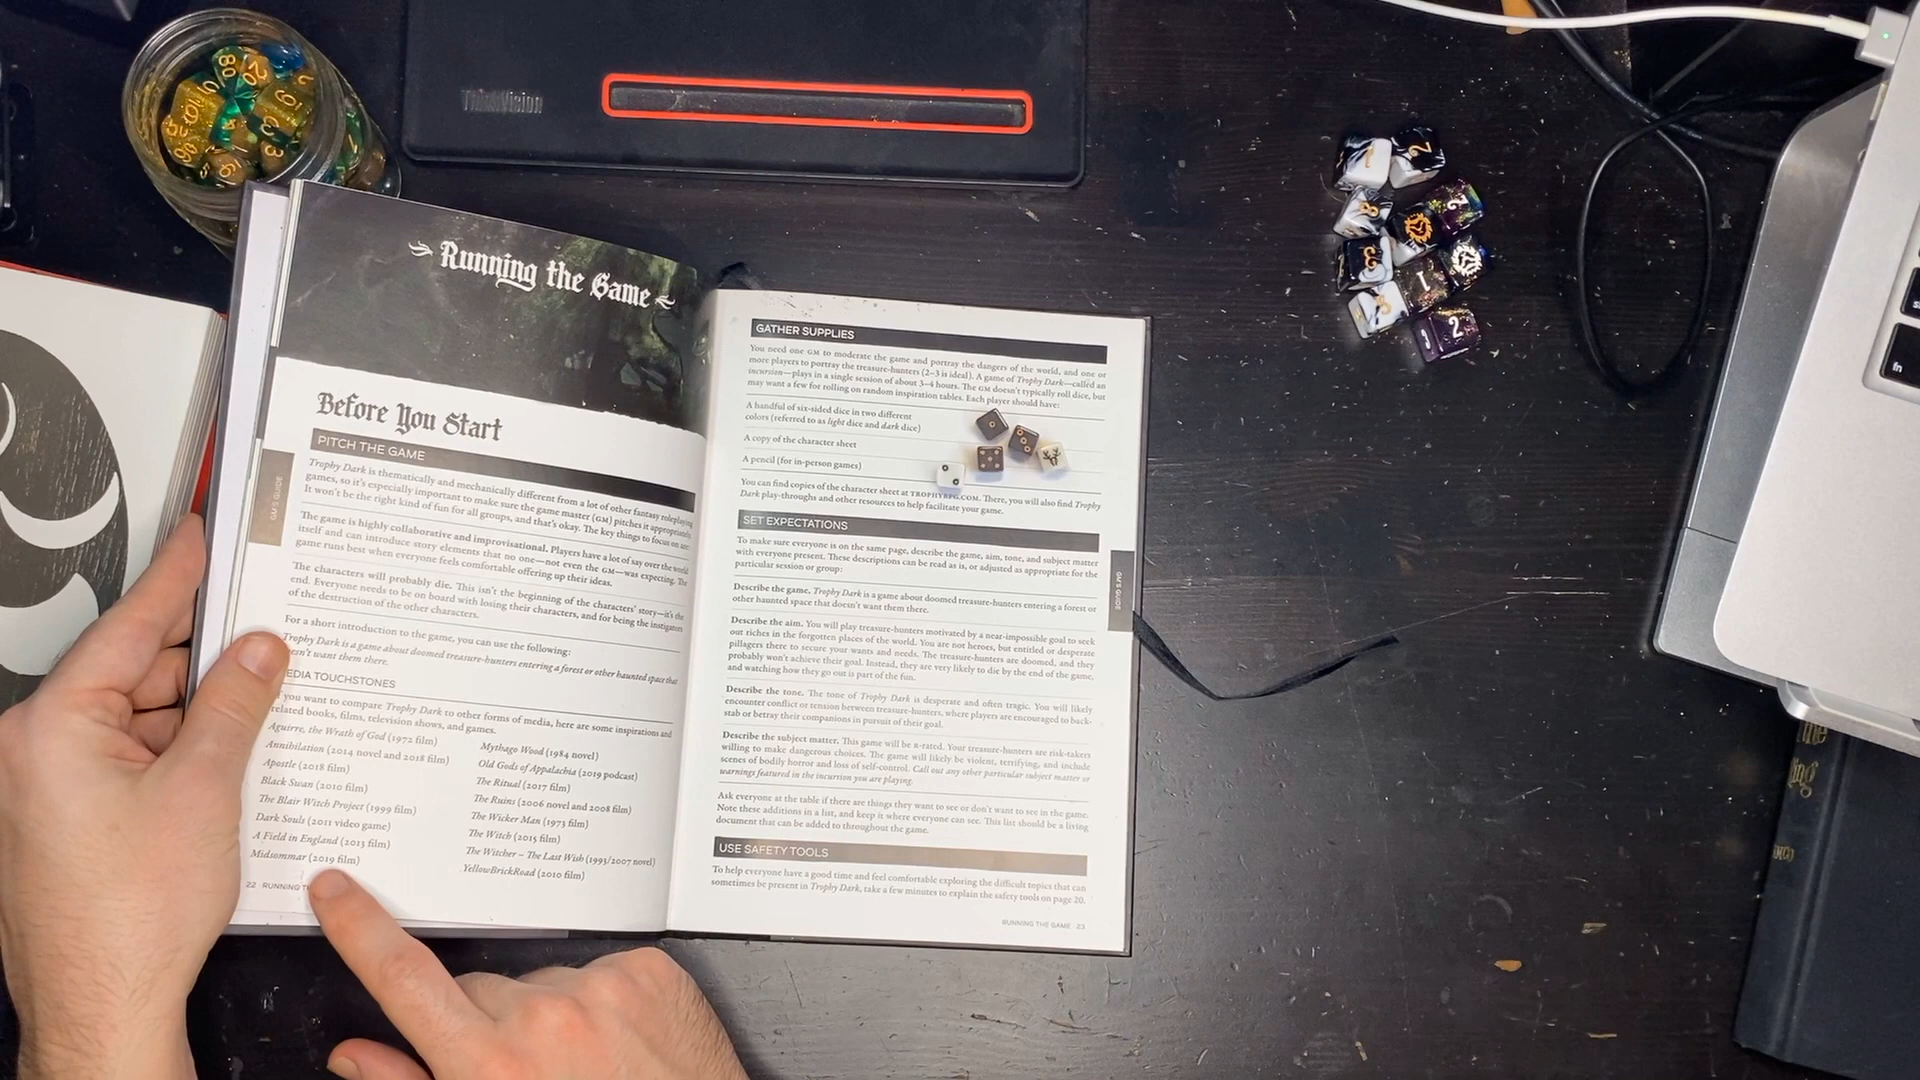 ThinkVision
Running the Game
Before You Start
PITCH THE GAME
Trophy Dark is thematically and mechanically different from a lot of other fantasy roleplaying
games, so it's especially important to make sure the game master (GM) pitches it appropriately.
It won't be the right kind of fun for all groups, and that's okay. The key things to focus on are:
The game is highly collaborative and improvisational. Players have a lot of say over the world
itself and can introduce story elements that no one—not even the GM—was expecting. The
game runs best when everyone feels comfortable offering up their ideas.
The characters will probably die. This isn't the beginning of the characters' story—it's the
end. Everyone needs to be on board with losing their characters, and for being the instigators
of the destruction of the other characters.
For a short introduction to the game, you can use the following:
Trophy Dark is a game about doomed treasure-hunters entering a forest or other haunted space that
want them there.
MEDIA TOUCHSTONES
you want to compare Trophy Dark to other forms of media, here are some inspirations and
related books, films, television shows, and games.
Aguirre, the Wrath of God (1972 film)
Annihilation (2014 novel and 2018 film)
Apostle (2018 film)
Black Swan (2010 film)
The Blair Witch Project (1999 film)
Dark Souls (2011 video game)
A Field in England (2013 film)
Midsommar (2019 film)
Mythago Wood (1984 novel)
Old Gods of Appalachia (2019 podcast)
The Ritual (2017 film)
The Ruins (2006 novel and 2008 film)
The Wicker Man (1973 film)
The Witch (2015 film)
The Witcher – The Last Wish (1993/2007 novel)
YellowBrickRoad (2010 film)
22 RUNNING
GM'S GUIDE
GATHER SUPPLIES
You need one GM to moderate the game and portray the dangers of the world, and one or
more players to portray the treasure-hunters (2–3 is ideal). A game of Trophy Dark—called an
incursion—plays in a single session of about 3–4 hours. The GM doesn't typically roll dice, but
may want a few for rolling on random inspiration tables. Each player should have:
A handful of six-sided dice in two different
colors (referred to as light dice and dark dice)
A copy of the character sheet
A pencil (for in-person games)
You can find copies of the character sheet at TROPHYRPG.COM. There, you will also find Trophy
Dark play-throughs and other resources to help facilitate your game.
SET EXPECTATIONS
To make sure everyone is on the same page, describe the game, aim, tone, and subject matter
with everyone present. These descriptions can be read as is, or adjusted as appropriate for the
particular session or group:
Describe the game. Trophy Dark is a game about doomed treasure-hunters entering a forest or
other haunted space that doesn't want them there.
Describe the aim. You will play treasure-hunters motivated by a near-impossible goal to seek
out riches in the forgotten places of the world. You are not heroes, but entitled or desperate
pillagers there to secure your wants and needs. The treasure-hunters are doomed, and they
probably won't achieve their goal. Instead, they are very likely to die by the end of the game,
and watching how they go out is part of the fun.
Describe the tone. The tone of Trophy Dark is desperate and often tragic. You will likely
encounter conflict or tension between treasure-hunters, where players are encouraged to back-
stab or betray their companions in pursuit of their goal.
Describe the subject matter. This game will be R-rated. Your treasure-hunters are risk-takers
willing to make dangerous choices. The game will likely be violent, terrifying, and include
scenes of bodily horror and loss of self-control. Call out any other particular subject matter or
warnings featured in the incursion you are playing.
Ask everyone at the table if there are things they want to see or don't want to see in the game.
Note these additions in a list, and keep it where everyone can see. This list should be a living
document that can be added to throughout the game.
USE SAFETY TOOLS
To help everyone have a good time and feel comfortable exploring the difficult topics that can
sometimes be present in Trophy Dark, take a few minutes to explain the safety tools on page 20.
RUNNING THE GAME 23
GM'S GUIDE
fn